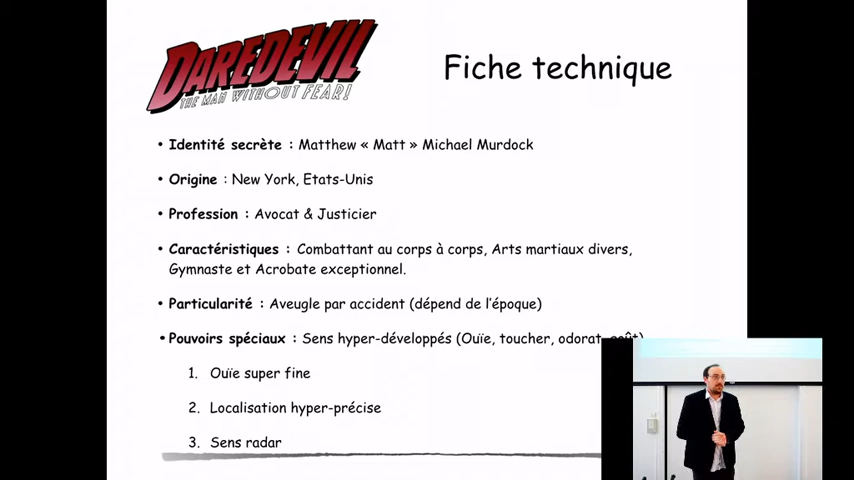 DAREDEVIL
THE MAN WITHOUT FEAR!
Fiche technique
• Identité secrète : Matthew « Matt » Michael Murdock
• Origine : New York, Etats-Unis
• Profession : Avocat & Justicier
• Caractéristiques : Combattant au corps à corps, Arts martiaux divers,
Gymnaste et Acrobate exceptionnel.
• Particularité : Aveugle par accident (dépend de l'époque)
• Pouvoirs spéciaux : Sens hyper-développés (Ouïe, toucher, odorat, goût)
1. Ouïe super fine
2. Localisation hyper-précise
3. Sens radar